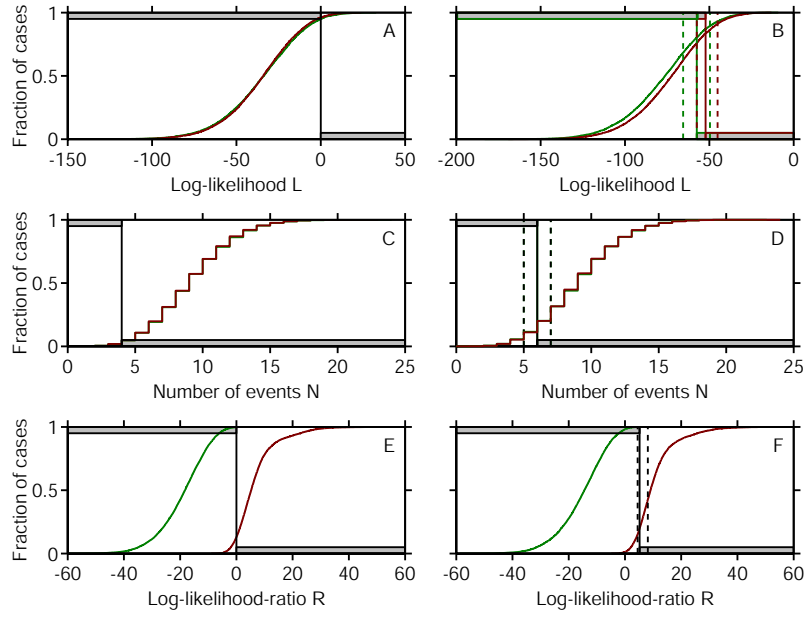 Fraction of cases
1
0.5
0
A
-150 -100 -50 0 50
Log-likelihood L
B
-200 -150 -100 -50 0
Log-likelihood L
Fraction of cases
1
0.5
0
C
0 5 10 15 20 25
Number of events N
D
0 5 10 15 20 25
Number of events N
Fraction of cases
1
0.5
0
E
-60 -40 -20 0 20 40 60
Log-likelihood-ratio R
F
-60 -40 -20 0 20 40 60
Log-likelihood-ratio R